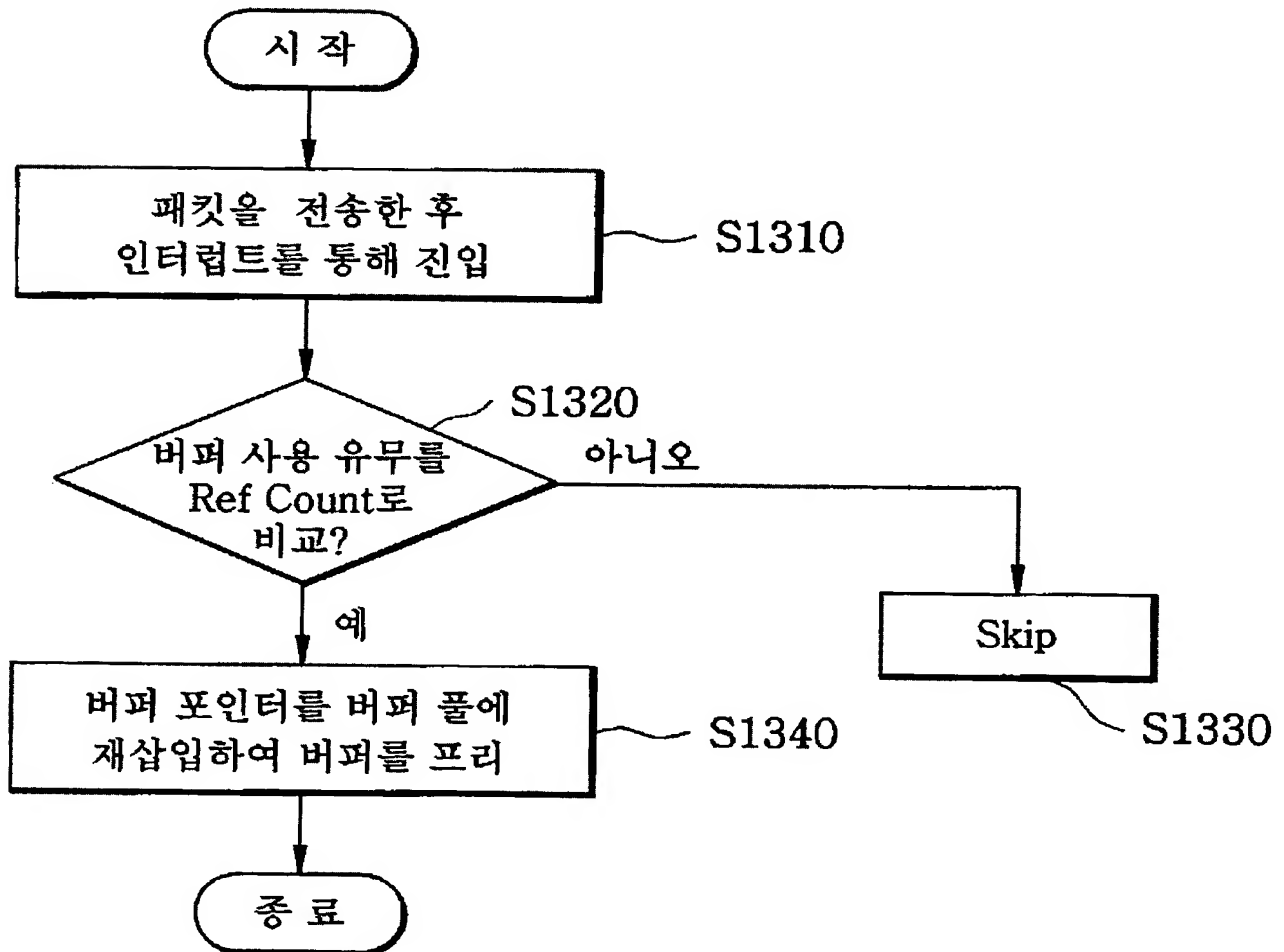 시 작
패킷을 전송한 후
인터럽트를 통해 진입
S1310
S1320
버퍼 사용 유무를
Ref Count로
비교?
아니오
예
Skip
S1330
버퍼 포인터를 버퍼 풀에
재삽입하여 버퍼를 프리
S1340
종 료